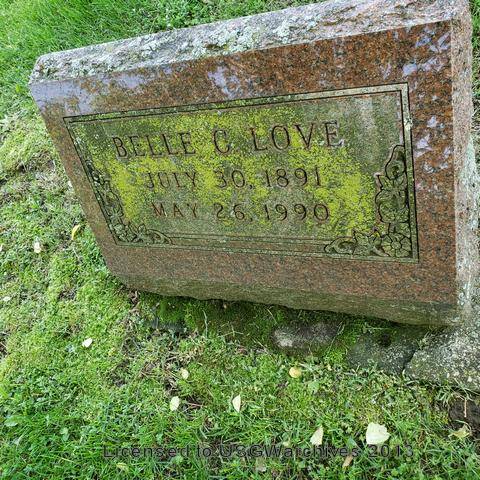 BELLE C. LOVE
JULY 30, 1891
MAY 26, 1990
Licensed to USGWarchives 2013